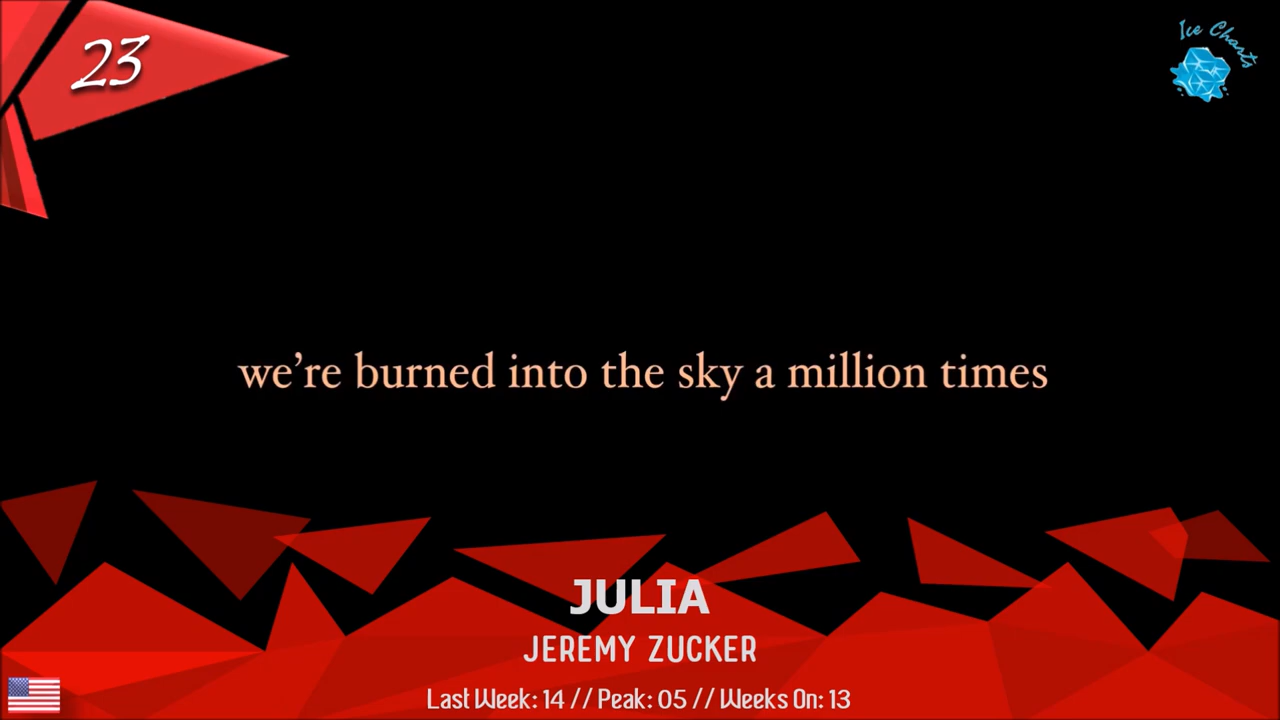 23
Ice Charts
we're burned into the sky a million times
JULIA
JEREMY ZUCKER
Last Week: 14 // Peak: 05 // Weeks On: 13